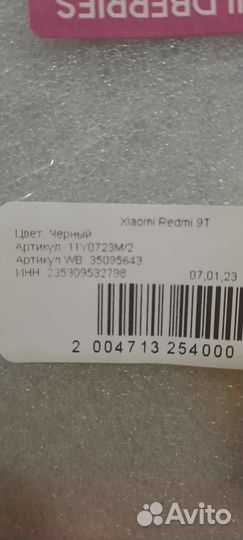 ILDBERRIES
Xiaomi Redmi 9T
Цвет: Черный
Артикул: 11Y0723M/2
Артикул WB: 35095643
ИНН: 235309532798
07,01,23
2 004713 254000
Avito